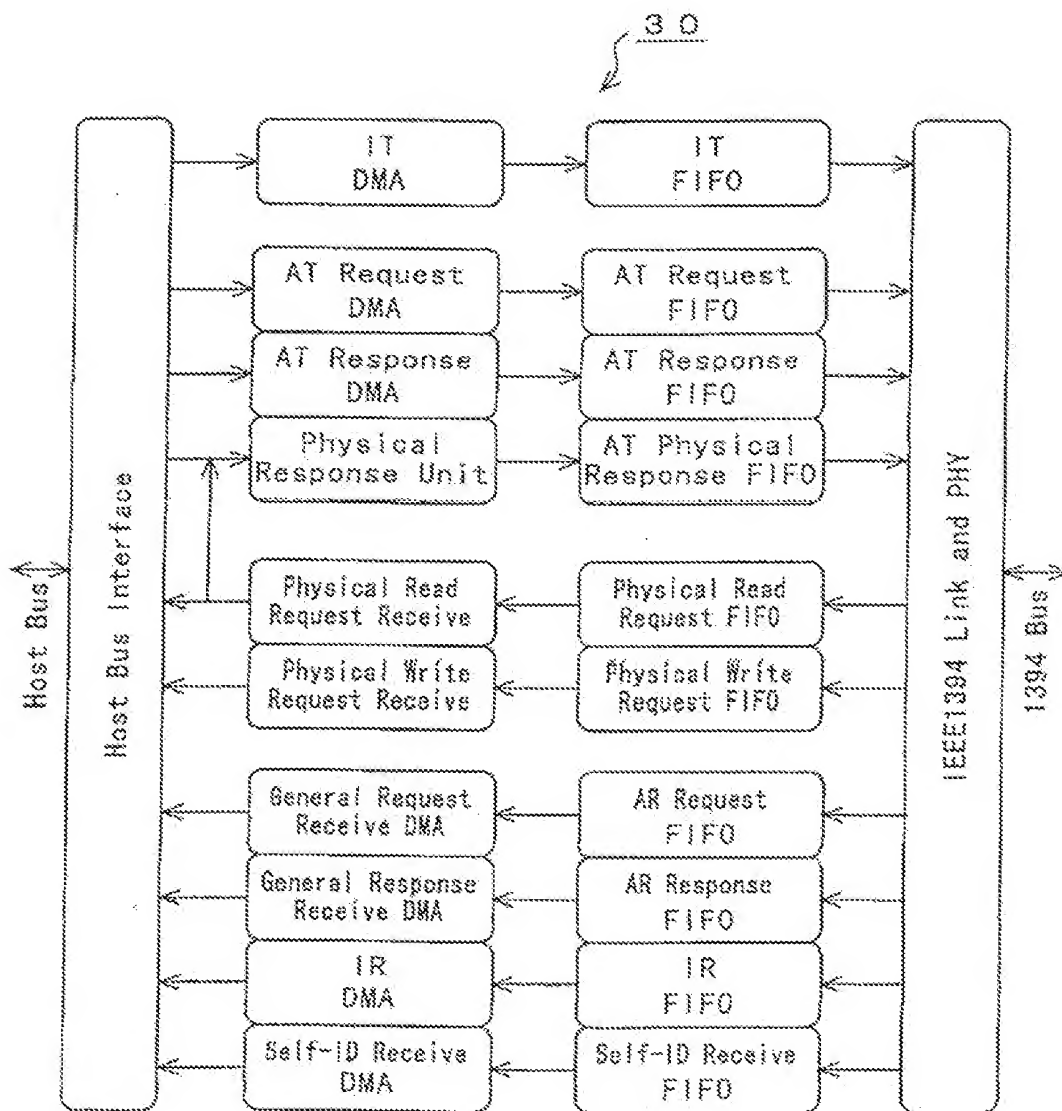 30
IT
DMA
IT
FIFO
AT Request
DMA
AT Request
FIFO
AT Response
DMA
AT Response
FIFO
Physical
Response Unit
AT Physical
Response FIFO
Physical Read
Request Receive
Physical Read
Request FIFO
Physical Write
Request Receive
Physical Write
Request FIFO
General Request
Receive DMA
AR Request
FIFO
General Response
Receive DMA
AR Response
FIFO
IR
DMA
IR
FIFO
Self-ID Receive
DMA
Self-ID Receive
FIFO
Host Bus
Host Bus Interface
IEEE1394 Link and PHY
1394 Bus